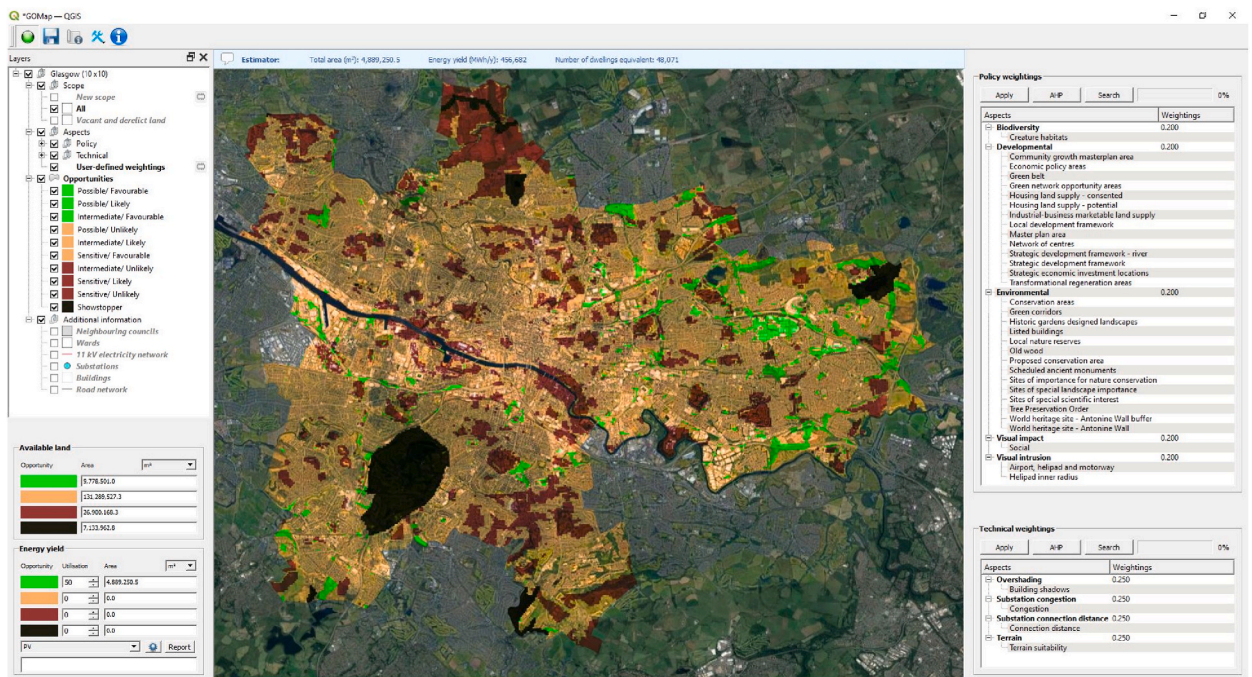 *GOMap — QGIS
Layers
Glasgow (10 x10)
Scope
New scope
All
Vacant and derelict land
Aspects
Policy
Technical
User-defined weightings
Opportunities
Possible/ Favourable
Possible/ Likely
Intermediate/ Favourable
Possible/ Unlikely
Intermediate/ Likely
Sensitive/ Favourable
Intermediate/ Unlikely
Sensitive/ Likely
Sensitive/ Unlikely
Showstopper
Additional information
Neighbouring councils
Wards
11 kV electricity network
Substations
Buildings
Road network
Available land
Opportunity Area m²
9.778.501.0
131,289,527.3
26.900.168.3
7.133.962.8
Energy yield
Opportunity Utilisation Area m²
50 4,889.250.5
0 0.0
0 0.0
0 0.0
PV Report
Estimator: Total area (m²): 4,889,250.5 Energy yield (MWh/y): 456,682 Number of dwellings equivalent: 48,071
Policy weightings
Apply AHP Search 0%
Aspects Weightings
Biodiversity 0.200
Creature habitats
Developmental 0.200
Community growth masterplan area
Economic policy areas
Green belt
Green network opportunity areas
Housing land supply - consented
Housing land supply - potential
Industrial-business marketable land supply
Local development framework
Master plan area
Network of centres
Strategic development framework - river
Strategic development framework
Strategic economic investment locations
Transformational regeneration areas
Environmental 0.200
Conservation areas
Green corridors
Historic gardens designed landscapes
Listed buildings
Local nature reserves
Old wood
Proposed conservation area
Scheduled ancient monuments
Sites of importance for nature conservation
Sites of special landscape importance
Sites of special scientific interest
Tree Preservation Order
World heritage site - Antonine Wall buffer
World heritage site - Antonine Wall
Visual impact 0.200
Social
Visual intrusion 0.200
Airport, helipad and motorway
Helipad inner radius
Technical weightings
Apply AHP Search 0%
Aspects Weightings
Overshading 0.250
Building shadows
Substation congestion 0.250
Congestion
Substation connection distance 0.250
Connection distance
Terrain 0.250
Terrain suitability